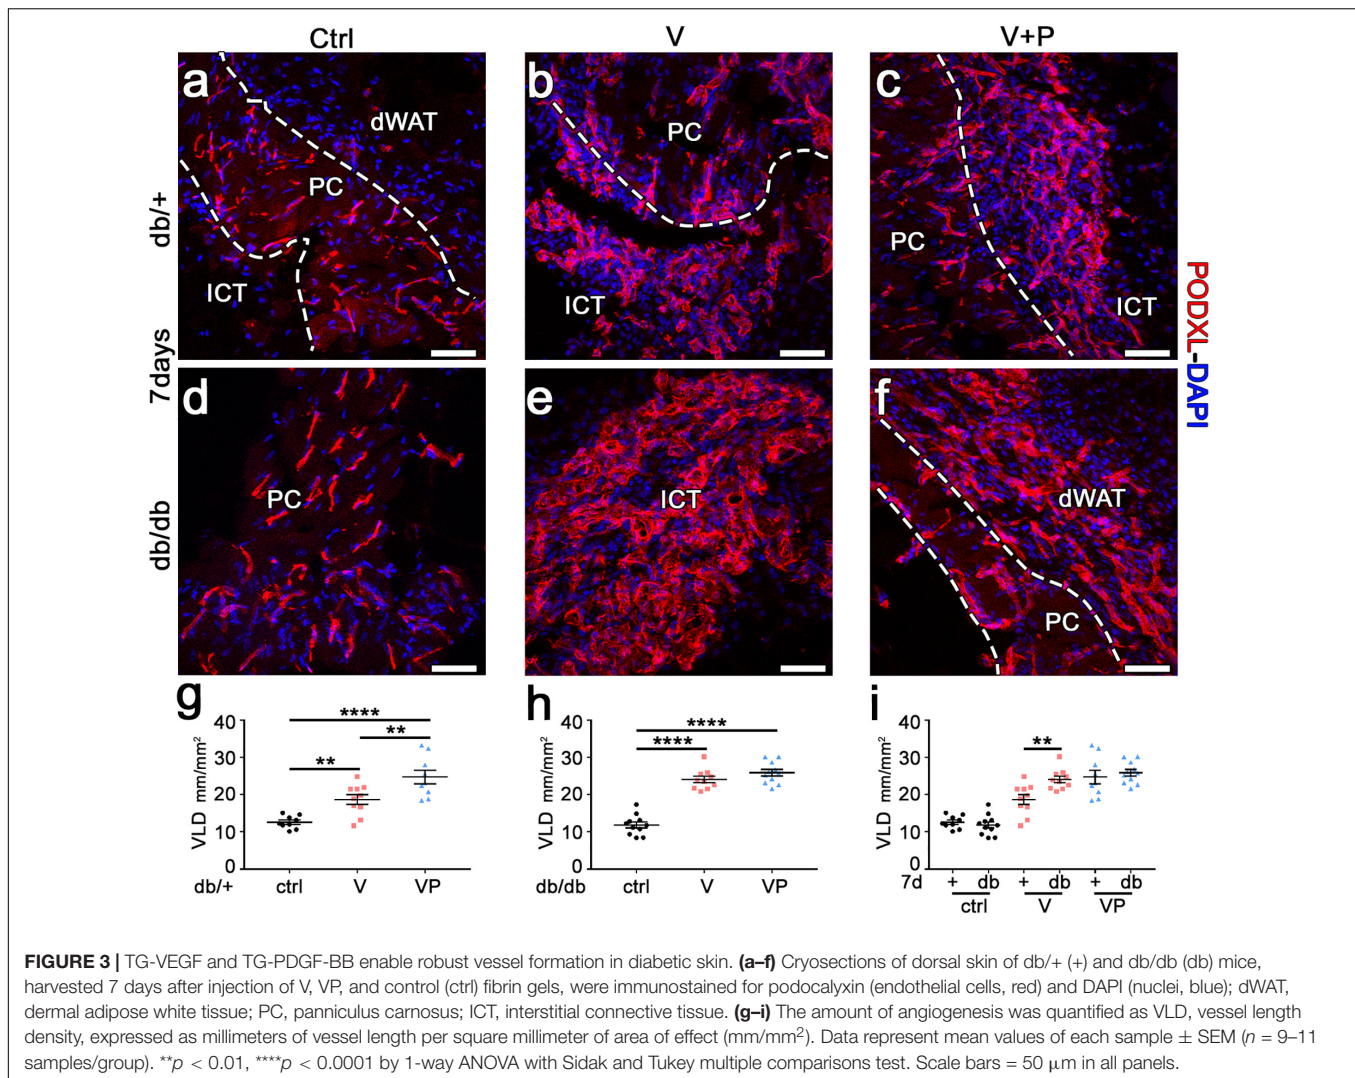 Ctrl V V+P
a b c
dWAT
PC
ICT
PC
ICT
PC
ICT
db/+
7days
db/db
PODXL-DAPI
d e f
PC
ICT
dWAT
PC
g h i
VLD mm/mm²
40
30
20
10
0
****
**
**
db/+ ctrl V VP
VLD mm/mm²
40
30
20
10
0
****
****
db/db ctrl V VP
VLD mm/mm²
40
30
20
10
0
**
7d + db + db + db
ctrl V VP
FIGURE 3 | TG-VEGF and TG-PDGF-BB enable robust vessel formation in diabetic skin. (a–f) Cryosections of dorsal skin of db/+ (+) and db/db (db) mice,
harvested 7 days after injection of V, VP, and control (ctrl) fibrin gels, were immunostained for podocalyxin (endothelial cells, red) and DAPI (nuclei, blue); dWAT,
dermal adipose white tissue; PC, panniculus carnosus; ICT, interstitial connective tissue. (g–i) The amount of angiogenesis was quantified as VLD, vessel length
density, expressed as millimeters of vessel length per square millimeter of area of effect (mm/mm²). Data represent mean values of each sample ± SEM (n = 9–11
samples/group). **p < 0.01, ****p < 0.0001 by 1-way ANOVA with Sidak and Tukey multiple comparisons test. Scale bars = 50 μm in all panels.